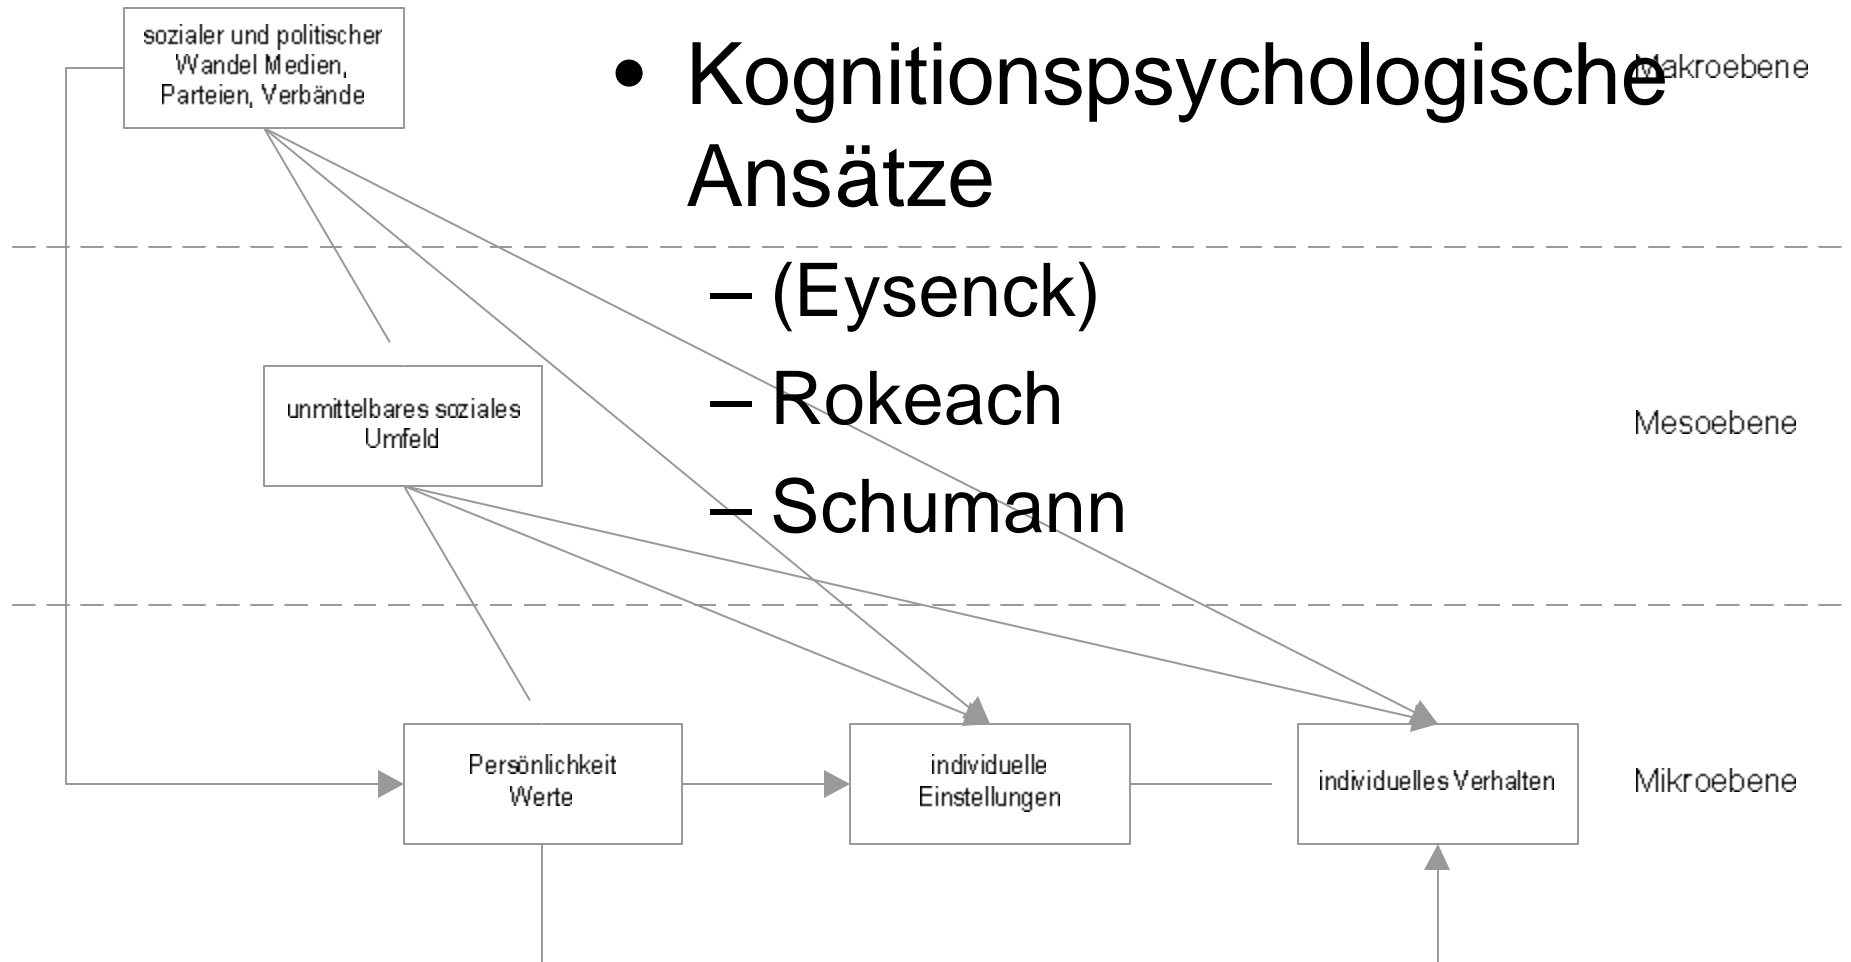 sozialer und politischer
Wandel Medien,
Parteien, Verbände
• Kognitionspsychologische
Ansätze
Makroebene
– (Eysenck)
– Rokeach
– Schumann
unmittelbares soziales
Umfeld
Mesoebene
Persönlichkeit
Werte
individuelle
Einstellungen
individuelles Verhalten
Mikroebene